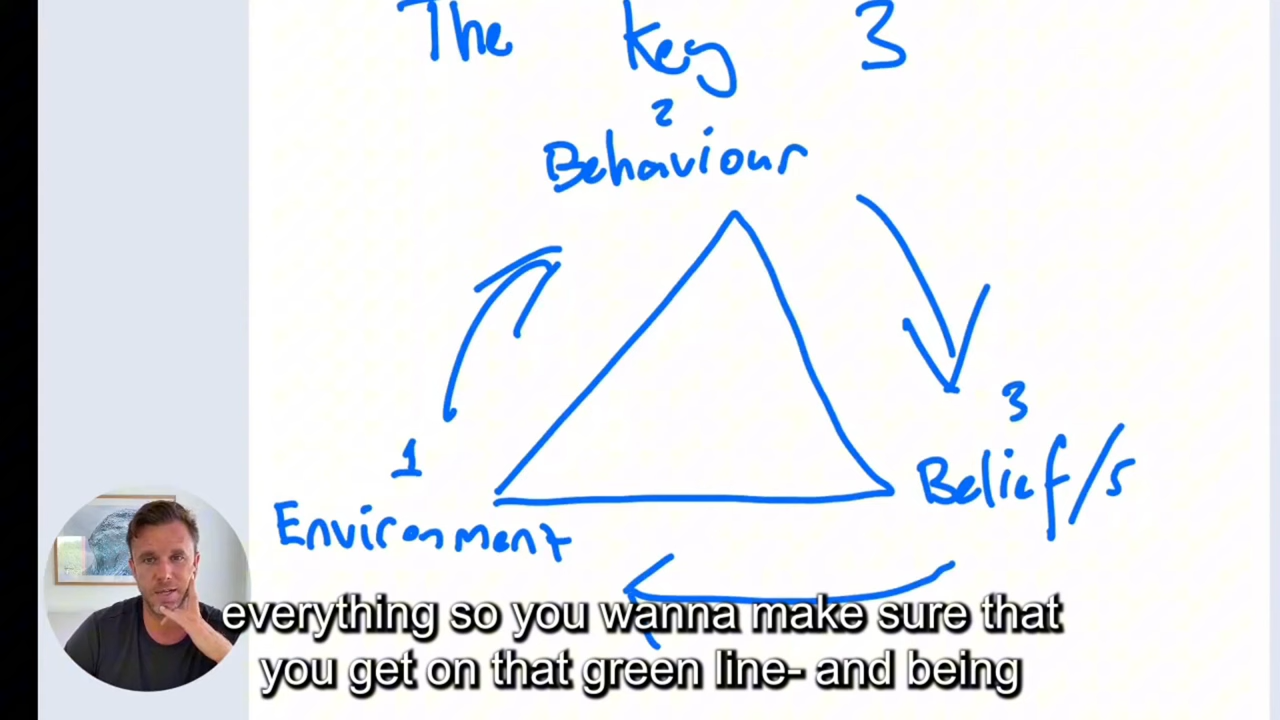 The key 3
2
Behaviour
3
Belief/s
1
Environment
everything so you wanna make sure that
you get on that green line- and being